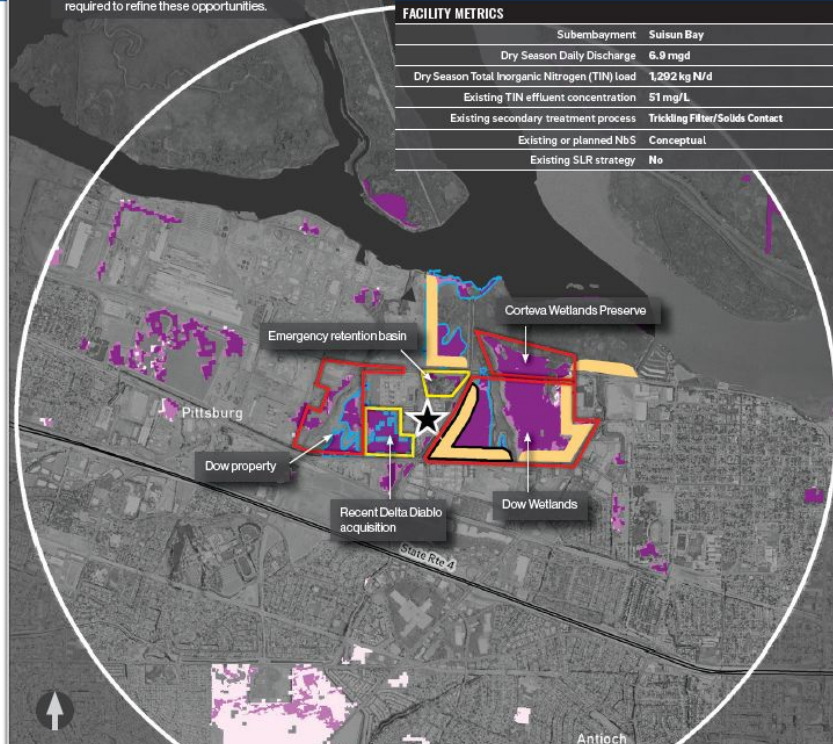 required to refine these opportunities.
FACILITY METRICS
Subembayment Suisun Bay
Dry Season Daily Discharge 6.9 mgd
Dry Season Total Inorganic Nitrogen (TIN) load 1,292 kg N/d
Existing TIN effluent concentration 51 mg/L
Existing secondary treatment process Trickling Filter/Solids Contact
Existing or planned NbS Conceptual
Existing SLR strategy No
Corteva Wetlands Preserve
Emergency retention basin
Pittsburg
Dow property
Recent Delta Diablo
acquisition
Dow Wetlands
State Rte 4
Antioch